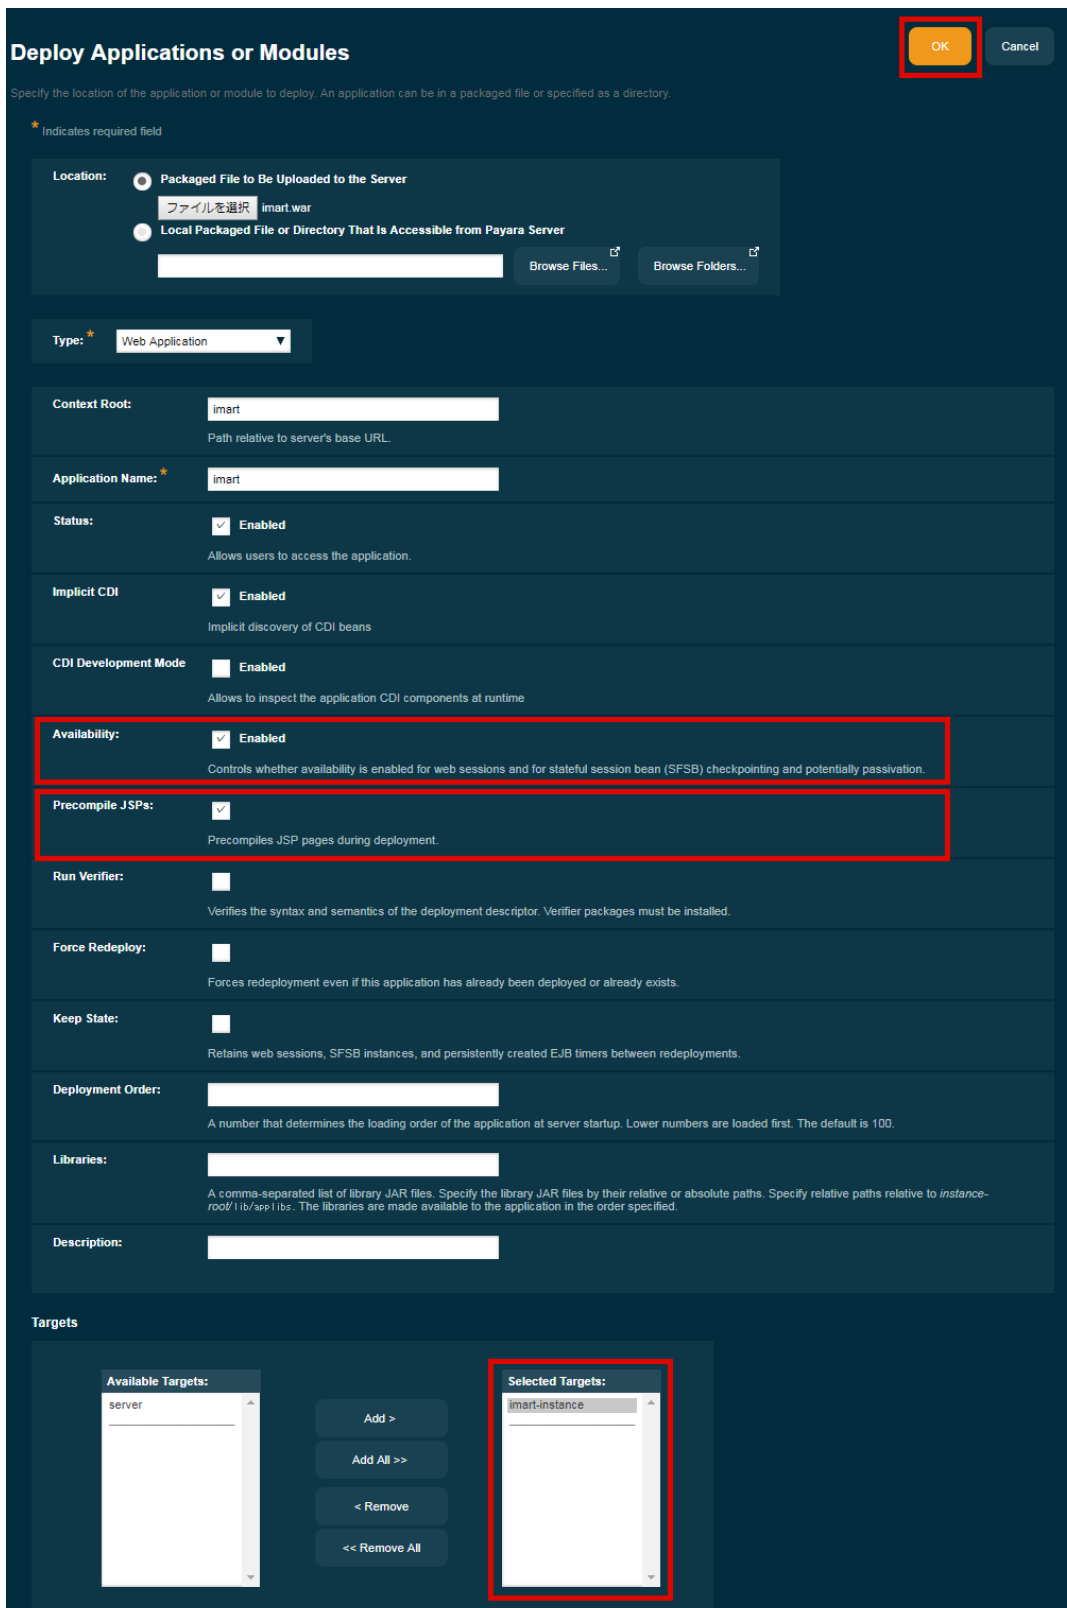 Deploy Applications or Modules
OK
Cancel
Specify the location of the application or module to deploy. An application can be in a packaged file or specified as a directory.
* Indicates required field
Location:
Packaged File to Be Uploaded to the Server
ファイルを選択 imart.war
Local Packaged File or Directory That Is Accessible from Payara Server
Browse Files...
Browse Folders...
Type: *
Web Application
Context Root:
imart
Path relative to server's base URL.
Application Name: *
imart
Status:
Enabled
Allows users to access the application.
Implicit CDI
Enabled
Implicit discovery of CDI beans
CDI Development Mode
Enabled
Allows to inspect the application CDI components at runtime
Availability:
Enabled
Controls whether availability is enabled for web sessions and for stateful session bean (SFSB) checkpointing and potentially passivation.
Precompile JSPs:
Precompiles JSP pages during deployment.
Run Verifier:
Verifies the syntax and semantics of the deployment descriptor. Verifier packages must be installed.
Force Redeploy:
Forces redeployment even if this application has already been deployed or already exists.
Keep State:
Retains web sessions, SFSB instances, and persistently created EJB timers between redeployments.
Deployment Order:
A number that determines the loading order of the application at server startup. Lower numbers are loaded first. The default is 100.
Libraries:
A comma-separated list of library JAR files. Specify the library JAR files by their relative or absolute paths. Specify relative paths relative to instance-
root/lib/applibs. The libraries are made available to the application in the order specified.
Description:
Targets
Available Targets:
server
Add >
Add All >>
< Remove
<< Remove All
Selected Targets:
imart-instance